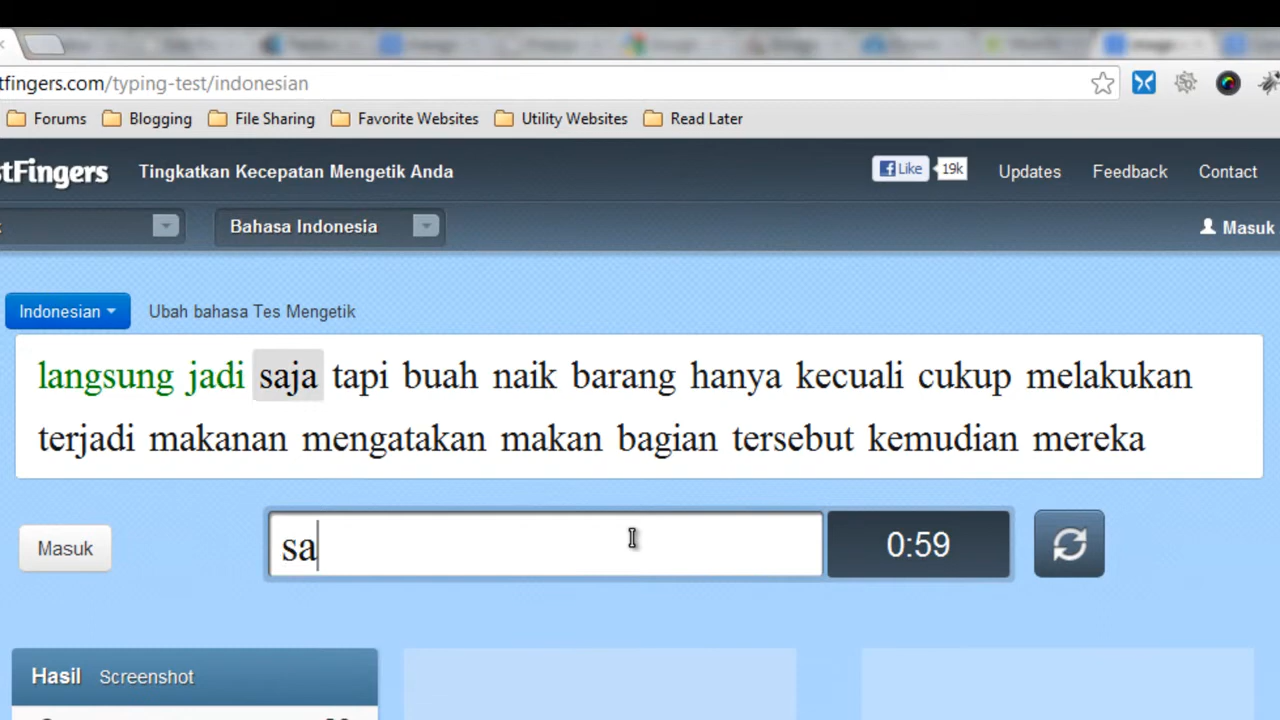 tfingers.com/typing-test/indonesian
Forums Blogging File Sharing Favorite Websites Utility Websites Read Later
stFingers Tingkatkan Kecepatan Mengetik Anda Like 19k Updates Feedback Contact
Bahasa Indonesia Masuk
Indonesian Ubah bahasa Tes Mengetik
langsung jadi saja tapi buah naik barang hanya kecuali cukup melakukan
terjadi makanan mengatakan makan bagian tersebut kemudian mereka
Masuk sa 0:59
Hasil Screenshot